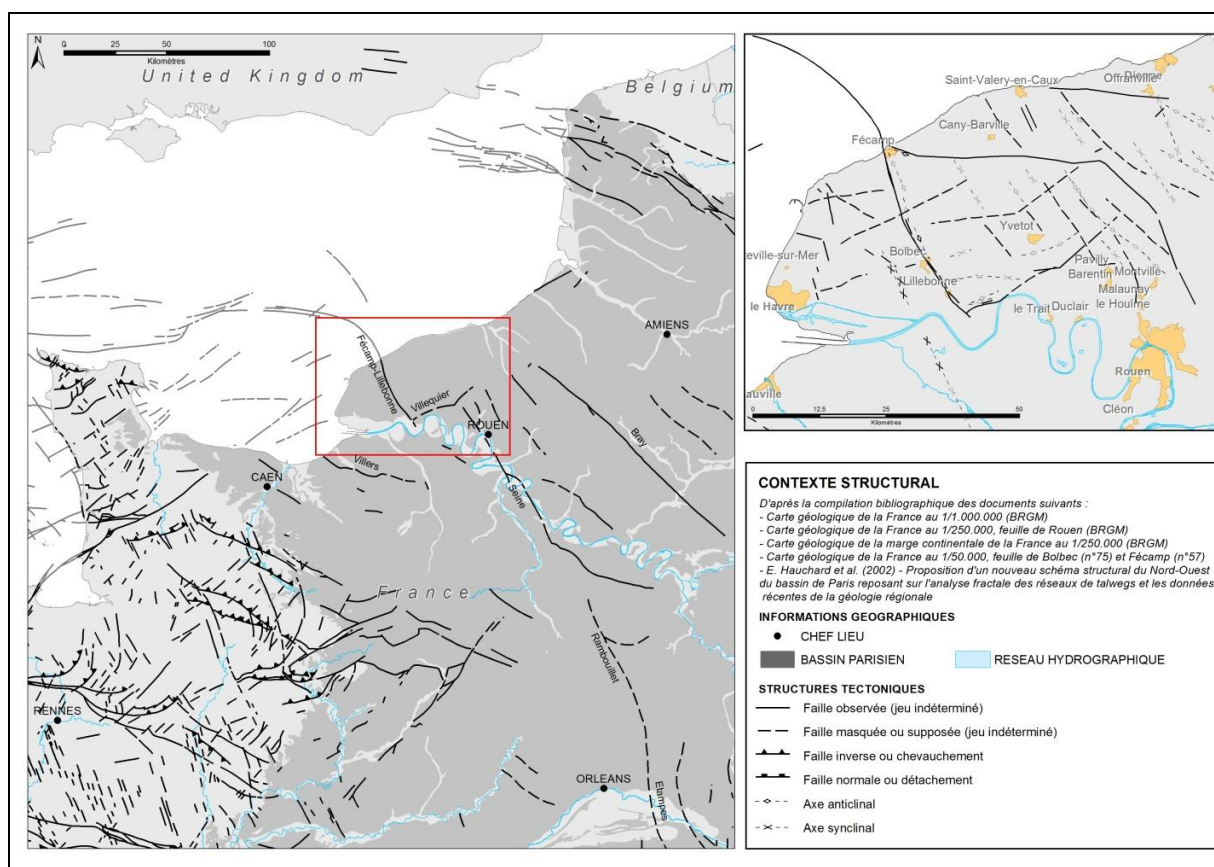 N
0 25 50 100
Kilomètres
United Kingdom
Belgium
AMIENS
Fécamp-Lillebonne
Villequier
ROUEN
Bray
Villers
CAEN
Seine
France
Rambouillet
RENNES
ORLEANS
Etampes
Saint-Valery-en-Caux
Offranville
Dieppe
Cany-Barville
Fécamp
Yvetot
Bolbec
teville-sur-Mer
Pavilly
Barentin
Montville
Lillebonne
Malaunay
le Havre
le Trait
Duclair
le Houlme
Rouen
auville
Cléon
0 12,5 25 50
Kilomètres
CONTEXTE STRUCTURAL
D'après la compilation bibliographique des documents suivants :
- Carte géologique de la France au 1/1.000.000 (BRGM)
- Carte géologique de la France au 1/250.000, feuille de Rouen (BRGM)
- Carte géologique de la marge continentale de la France au 1/250.000 (BRGM)
- Carte géologique de la France au 1/50.000, feuille de Bolbec (n°75) et Fécamp (n°57)
- E. Hauchard et al. (2002) - Proposition d'un nouveau schéma structural du Nord-Ouest
du bassin de Paris reposant sur l'analyse fractale des réseaux de talwegs et les données
récentes de la géologie régionale
INFORMATIONS GEOGRAPHIQUES
CHEF LIEU
BASSIN PARISIEN
RESEAU HYDROGRAPHIQUE
STRUCTURES TECTONIQUES
Faille observée (jeu indéterminé)
Faille masquée ou supposée (jeu indéterminé)
Faille inverse ou chevauchement
Faille normale ou détachement
Axe anticlinal
Axe synclinal